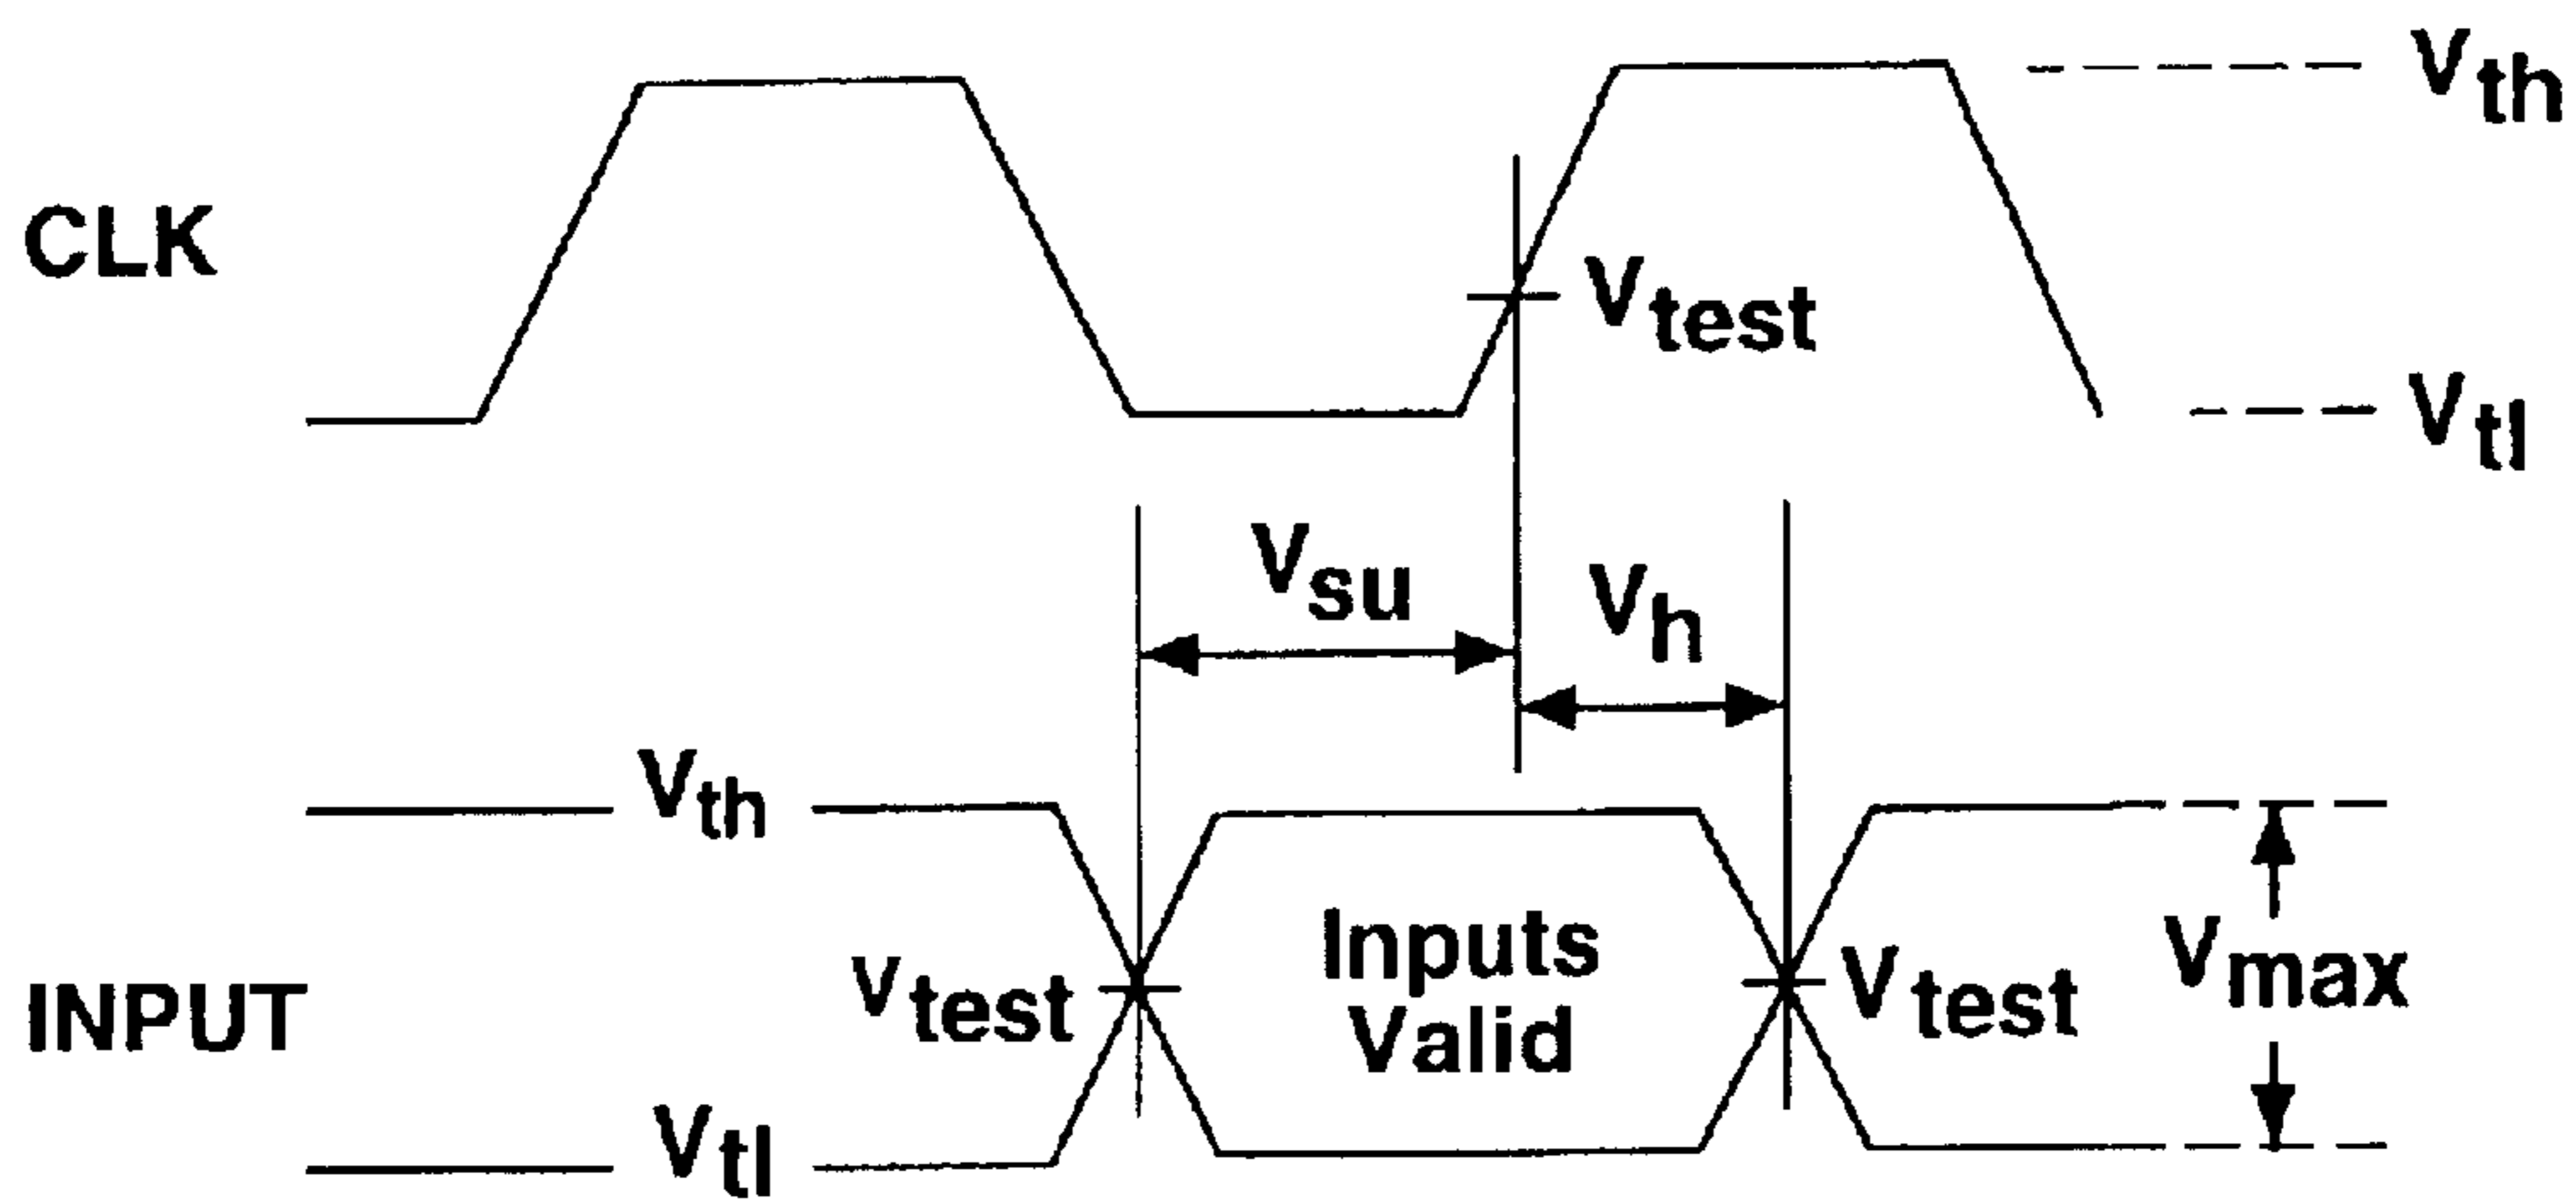 CLK
Vth
Vtest
Vtl
Vsu
Vh
Vth
INPUT
Vtest
Inputs
Valid
Vtest
Vmax
Vtl